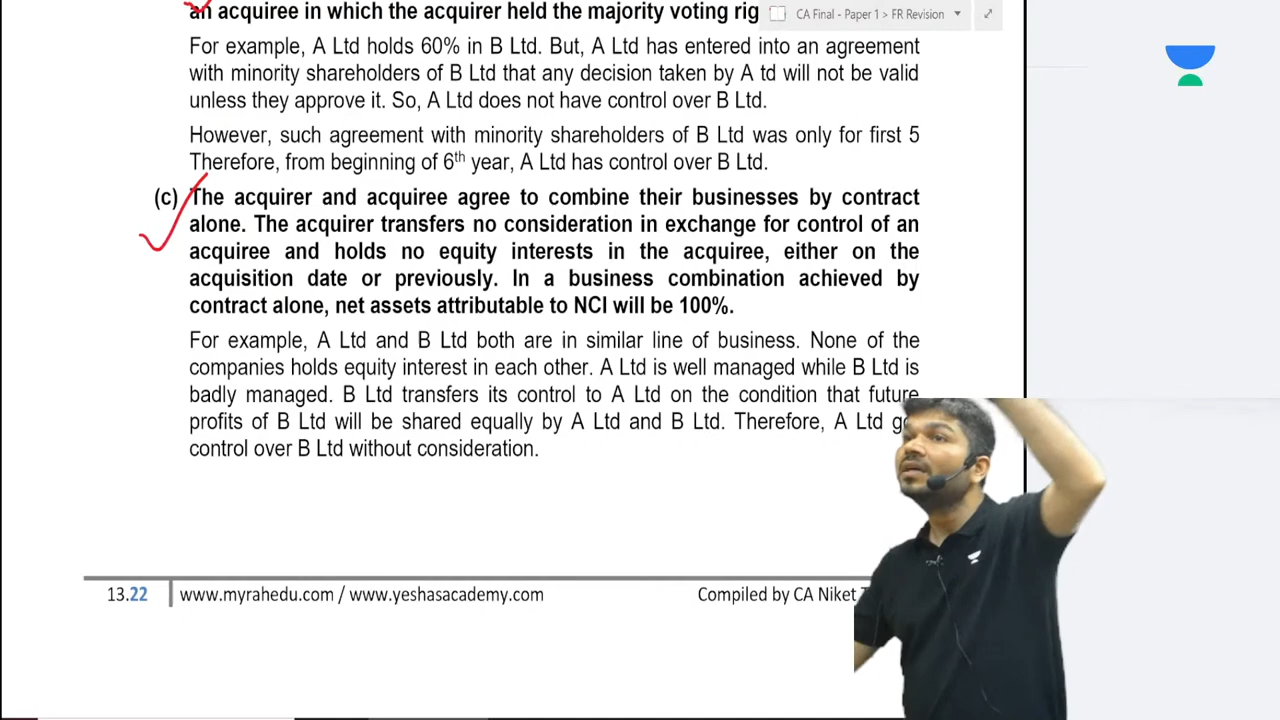 an acquiree in which the acquirer held the majority voting rig
CA Final - Paper 1 > FR Revision
For example, A Ltd holds 60% in B Ltd. But, A Ltd has entered into an agreement
with minority shareholders of B Ltd that any decision taken by A td will not be valid
unless they approve it. So, A Ltd does not have control over B Ltd.
However, such agreement with minority shareholders of B Ltd was only for first 5
Therefore, from beginning of 6th year, A Ltd has control over B Ltd.
(c) The acquirer and acquiree agree to combine their businesses by contract
alone. The acquirer transfers no consideration in exchange for control of an
acquiree and holds no equity interests in the acquiree, either on the
acquisition date or previously. In a business combination achieved by
contract alone, net assets attributable to NCI will be 100%.
For example, A Ltd and B Ltd both are in similar line of business. None of the
companies holds equity interest in each other. A Ltd is well managed while B Ltd is
badly managed. B Ltd transfers its control to A Ltd on the condition that future
profits of B Ltd will be shared equally by A Ltd and B Ltd. Therefore, A Ltd
control over B Ltd without consideration.
13.22 www.myrahedu.com / www.yeshasacademy.com Compiled by CA Niket